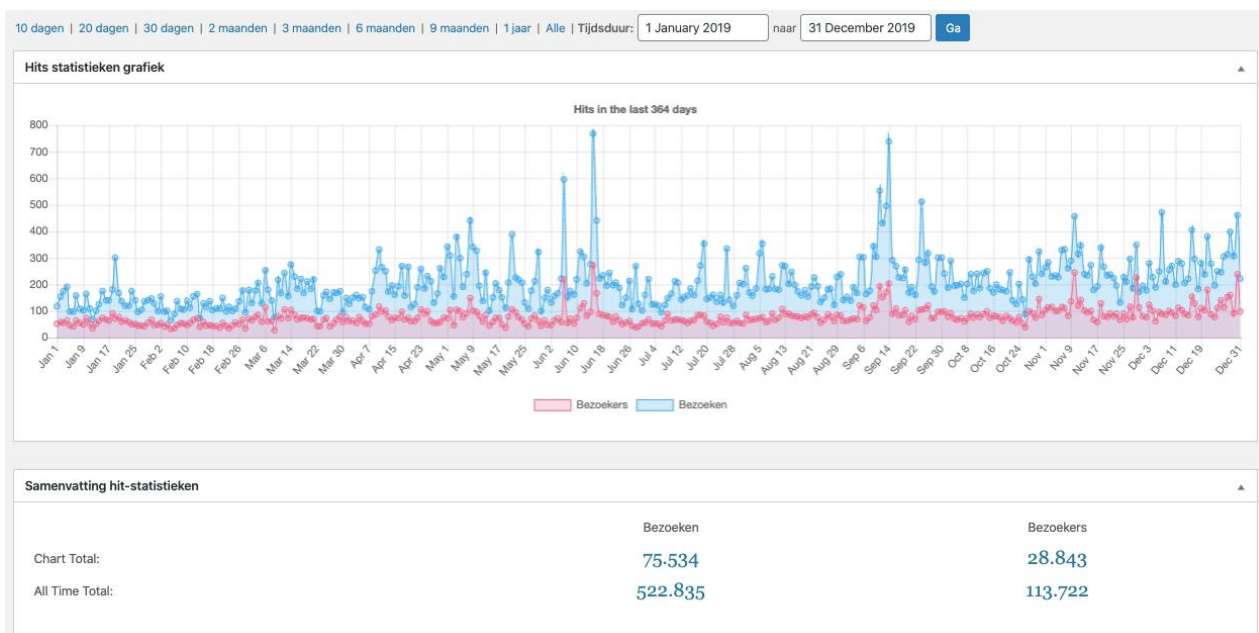 10 dagen | 20 dagen | 30 dagen | 2 maanden | 3 maanden | 6 maanden | 9 maanden | 1 jaar | Alle | Tijdsduur: 1 January 2019 naar 31 December 2019 Ga
Hits statistieken grafiek
Hits in the last 364 days
800
700
600
500
400
300
200
100
0
Jan 1 Jan 9 Jan 17 Jan 25 Feb 2 Feb 10 Feb 18 Feb 26 Mar 6 Mar 14 Mar 22 Mar 30 Apr 7 Apr 15 Apr 23 May 1 May 9 May 17 May 25 Jun 2 Jun 10 Jun 18 Jun 26 Jul 4 Jul 12 Jul 20 Jul 28 Aug 5 Aug 13 Aug 21 Aug 29 Sep 6 Sep 14 Sep 22 Sep 30 Oct 8 Oct 16 Oct 24 Nov 1 Nov 9 Nov 17 Nov 25 Dec 3 Dec 11 Dec 19 Dec 31
Bezoekers Bezoeken
Samenvatting hit-statistieken
Bezoeken Bezoekers
Chart Total: 75.534 28.843
All Time Total: 522.835 113.722